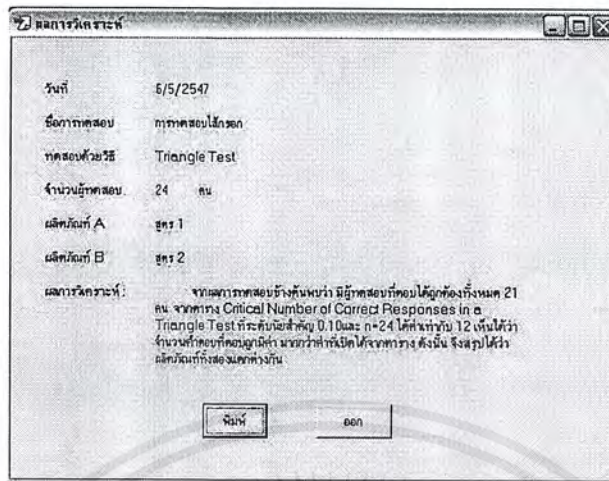 ผลการวิเคราะห์
วันที่ 6/5/2547
ชื่อการทดสอบ การทดสอบไส้กรอก
ทดสอบด้วยวิธี Triangle Test
จำนวนผู้ทดสอบ 24 คน
ผลิตภัณฑ์ A สูตร 1
ผลิตภัณฑ์ B สูตร 2
ผลการวิเคราะห์ : จากผลการทดสอบข้างต้นพบว่า มีผู้ทดสอบที่ตอบได้ถูกต้องทั้งหมด 21
คน จากตาราง Critical Number of Correct Responses in a
Triangle Test ที่ระดับนัยสำคัญ 0.10และ n=24 ได้ค่าเท่ากับ 12 เห็นได้ว่า
จำนวนคำตอบที่ตอบถูกมีค่า มากกว่าค่าที่เปิดได้จากตาราง ดังนั้น จึงสรุปได้ว่า
ผลิตภัณฑ์ทั้งสองแตกต่างกัน
พิมพ์ ออก